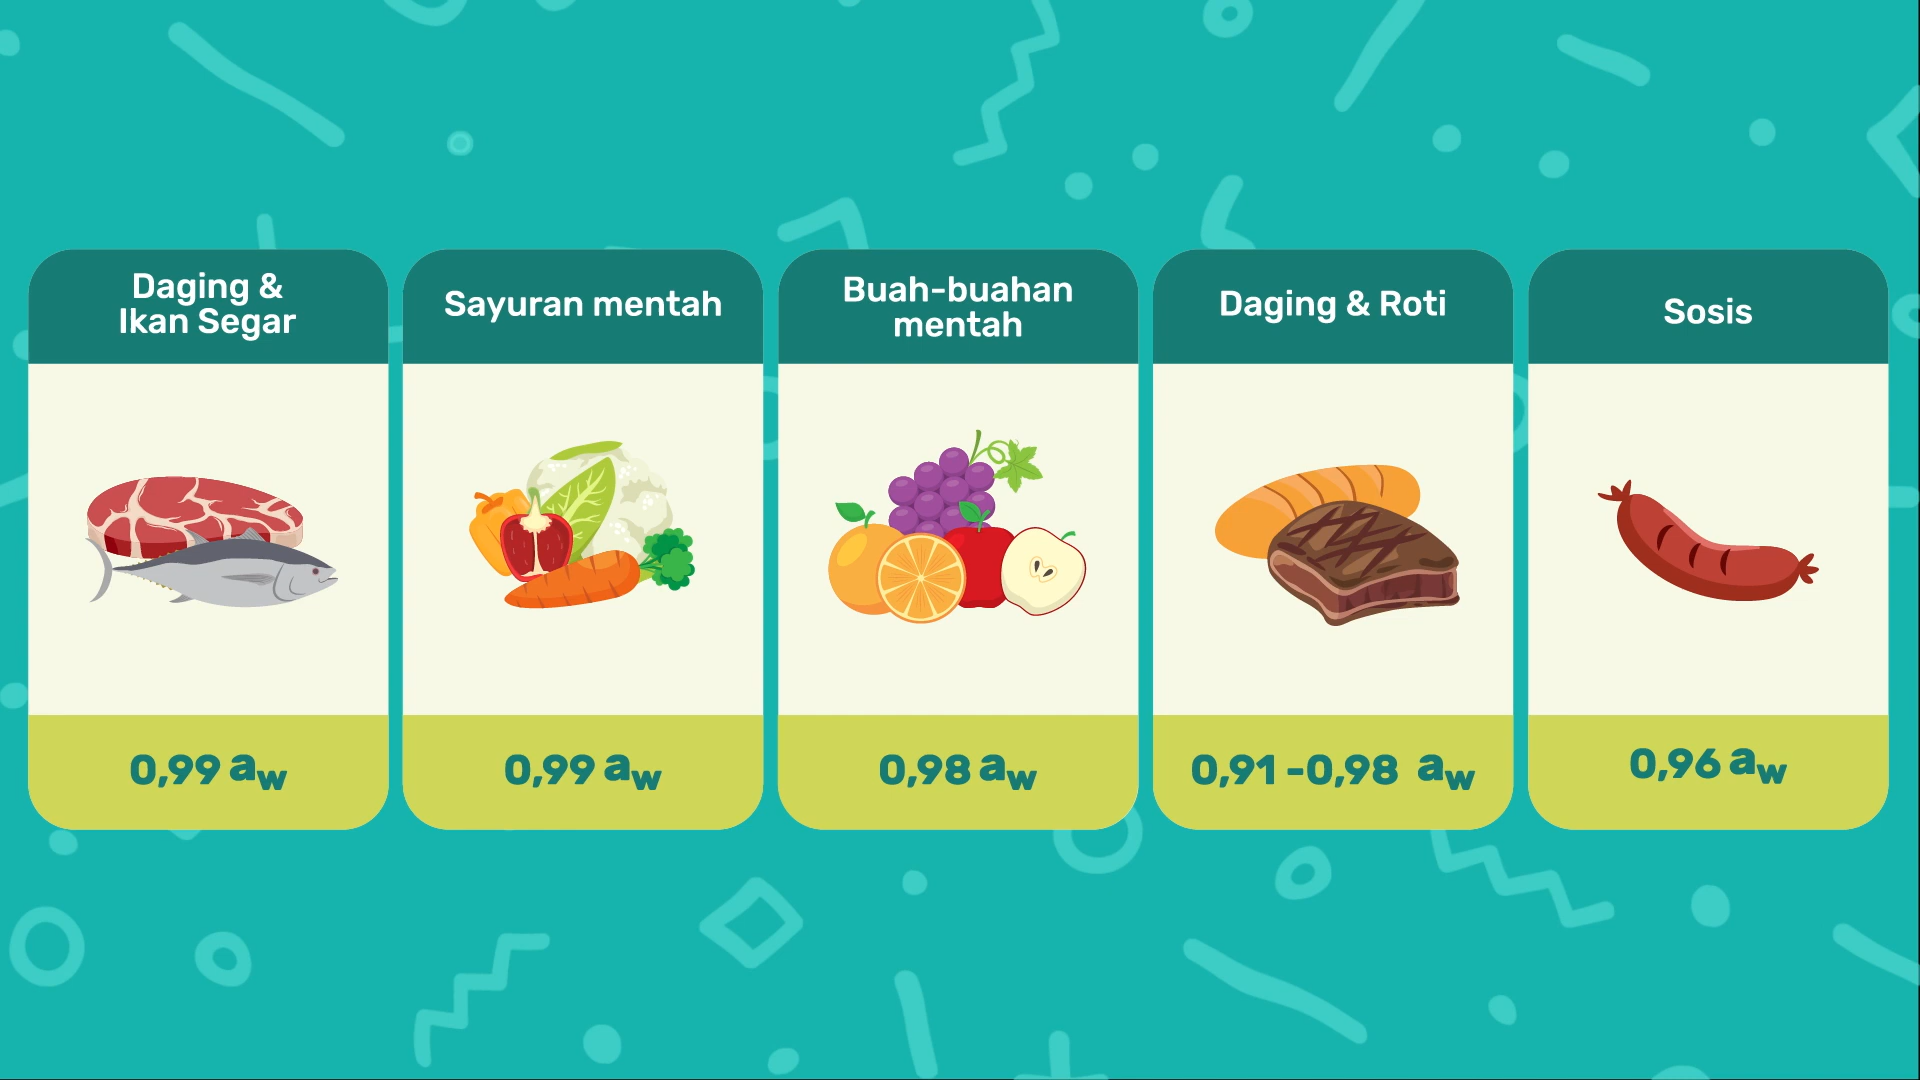 Daging &
Ikan Segar
0,99 aw
Sayuran mentah
0,99 aw
Buah-buahan
mentah
0,98 aw
Daging & Roti
0,91 -0,98 aw
Sosis
0,96 aw